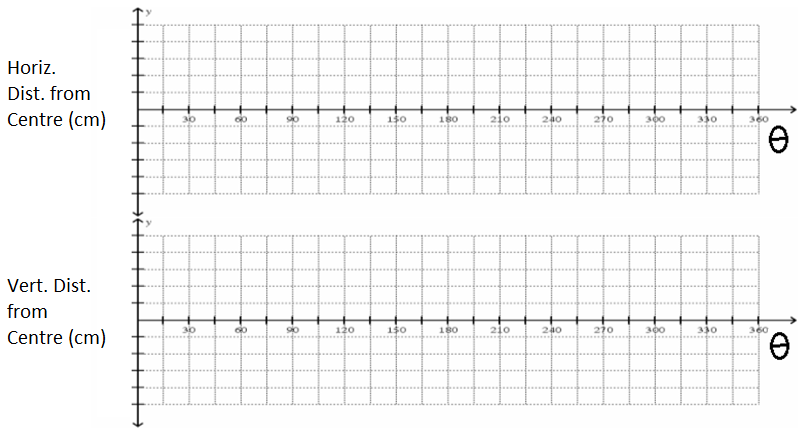 y
Horiz.
Dist. from
Centre (cm)
30 60 90 120 150 180 210 240 270 300 330 360
θ
y
Vert. Dist.
from
Centre (cm)
30 60 90 120 150 180 210 240 270 300 330 360
θ